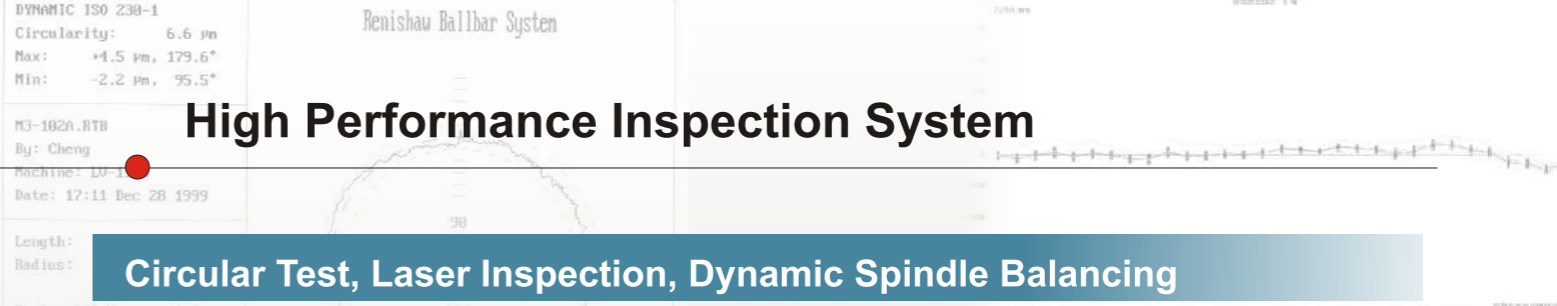 DYNAMIC ISO 230-1
Circularity: 6.6 µm
Max: +4.5 µm, 179.6°
Min: -2.2 µm, 95.5°
Renishaw Ballbar System
High Performance Inspection System
M3-102A.RTB
By: Cheng
Machine:
Date: 17:11 Dec 28 1999
90
Length:
Radius:
Circular Test, Laser Inspection, Dynamic Spindle Balancing